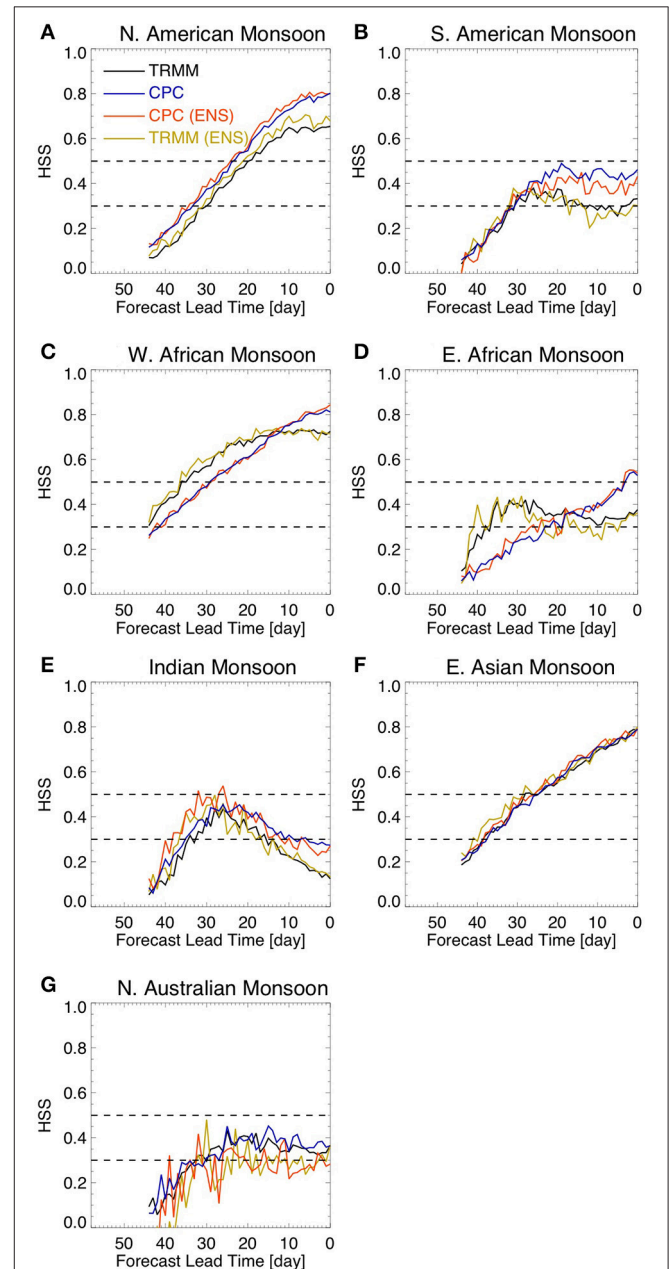 A N. American Monsoon
1.0
0.8
0.6
0.4
0.2
0.0
HSS
TRMM
CPC
CPC (ENS)
TRMM (ENS)
50 40 30 20 10 0
Forecast Lead Time [day]
B S. American Monsoon
1.0
0.8
0.6
0.4
0.2
0.0
HSS
50 40 30 20 10 0
Forecast Lead Time [day]
C W. African Monsoon
1.0
0.8
0.6
0.4
0.2
0.0
HSS
50 40 30 20 10 0
Forecast Lead Time [day]
D E. African Monsoon
1.0
0.8
0.6
0.4
0.2
0.0
HSS
50 40 30 20 10 0
Forecast Lead Time [day]
E Indian Monsoon
1.0
0.8
0.6
0.4
0.2
0.0
HSS
50 40 30 20 10 0
Forecast Lead Time [day]
F E. Asian Monsoon
1.0
0.8
0.6
0.4
0.2
0.0
HSS
50 40 30 20 10 0
Forecast Lead Time [day]
G N. Australian Monsoon
1.0
0.8
0.6
0.4
0.2
0.0
HSS
50 40 30 20 10 0
Forecast Lead Time [day]